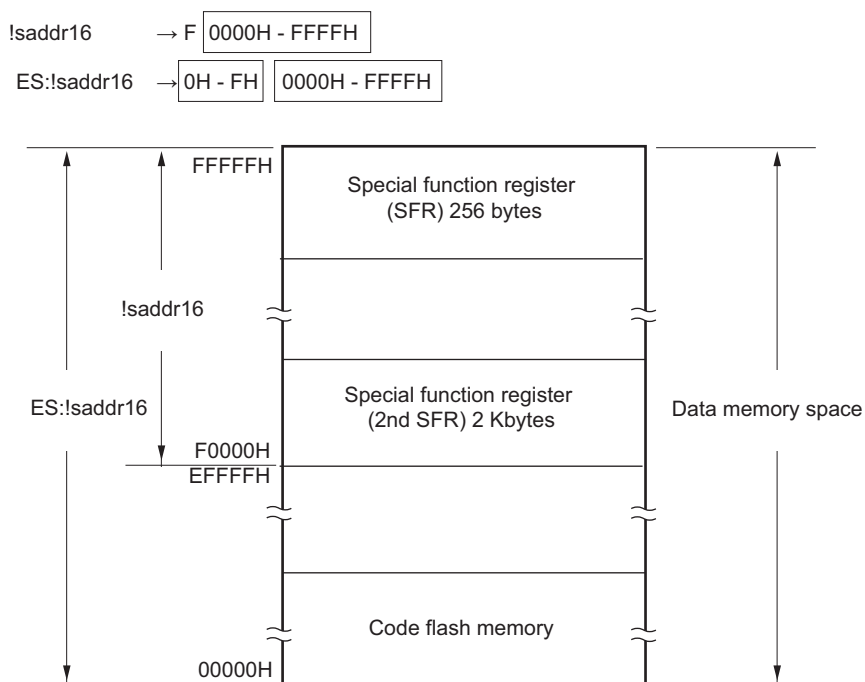 !saddr16 → F 0000H - FFFFH
ES:!saddr16 → 0H - FH 0000H - FFFFH
FFFFFH
Special function register
(SFR) 256 bytes
!saddr16
Special function register
(2nd SFR) 2 Kbytes
ES:!saddr16
Data memory space
F0000H
EFFFFH
Code flash memory
00000H